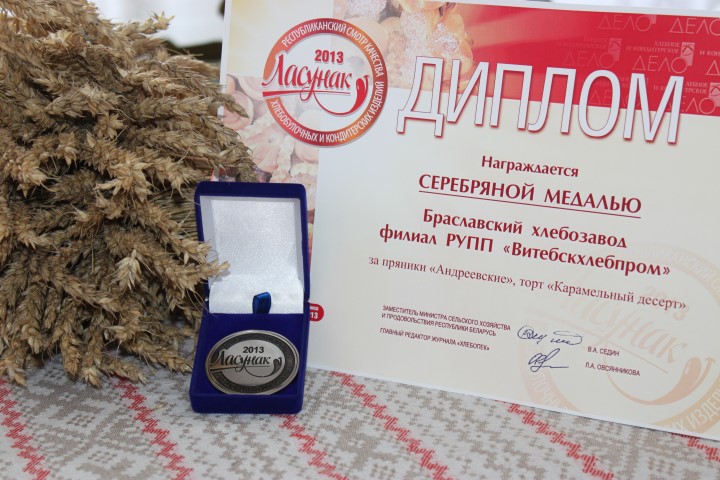 РЕСПУБЛИКАНСКИЙ СМОТР КАЧЕСТВА
2013
Ласунак
ХЛЕБОБУЛОЧНЫХ И КОНДИТЕРСКИХ ИЗДЕЛИЙ
ДЕЛО
ДЕЛО
ДЕЛО
ДИПЛОМ
Награждается
СЕРЕБРЯНОЙ МЕДАЛЬЮ
Браславский хлебозавод
филиал РУПП «Витебскхлебпром»
за пряники «Андреевские», торт «Карамельный десерт»
ЗАМЕСТИТЕЛЬ МИНИСТРА СЕЛЬСКОГО ХОЗЯЙСТВА
И ПРОДОВОЛЬСТВИЯ РЕСПУБЛИКИ БЕЛАРУСЬ
В.А. СЕДИН
ГЛАВНЫЙ РЕДАКТОР ЖУРНАЛА «ХЛЕБОПЕК»
Л.А. ОВСЯННИКОВА
2013
Ласунак